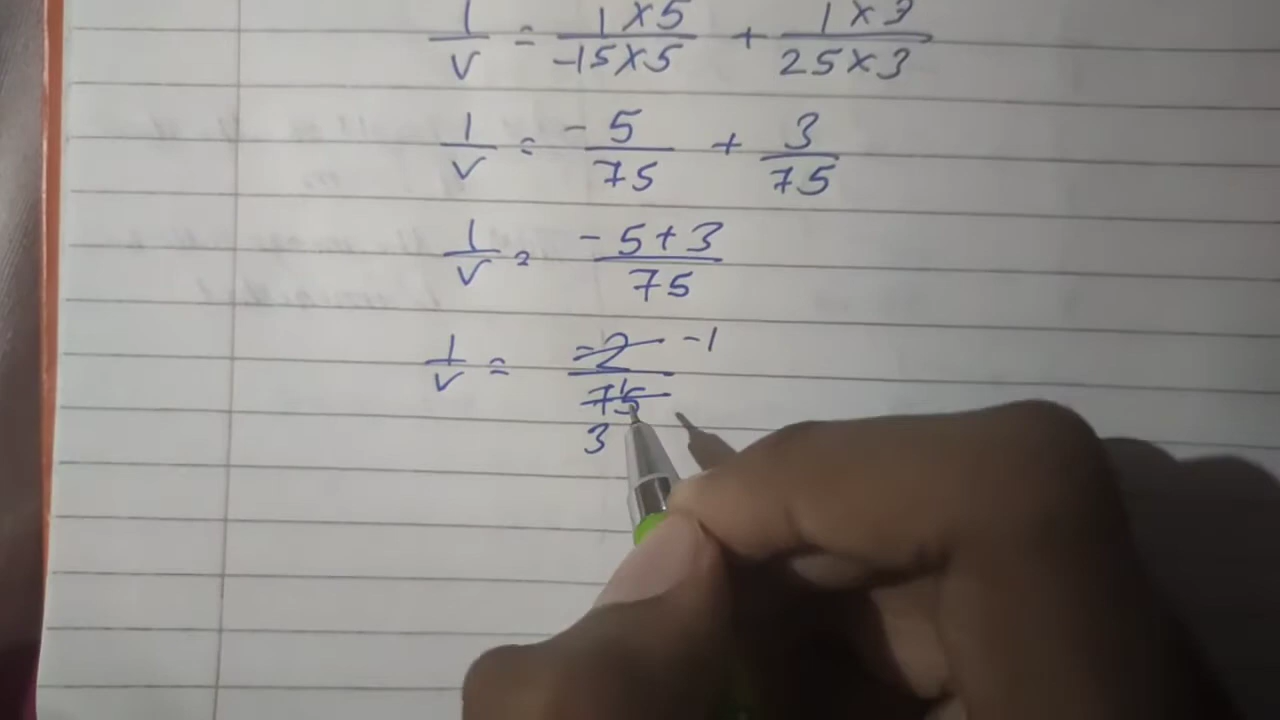 1/v = 1×5/-15×5 + 1×3/25×3
1/v = -5/75 + 3/75
1/v = -5+3/75
1/v = -2/75 -1
1
3